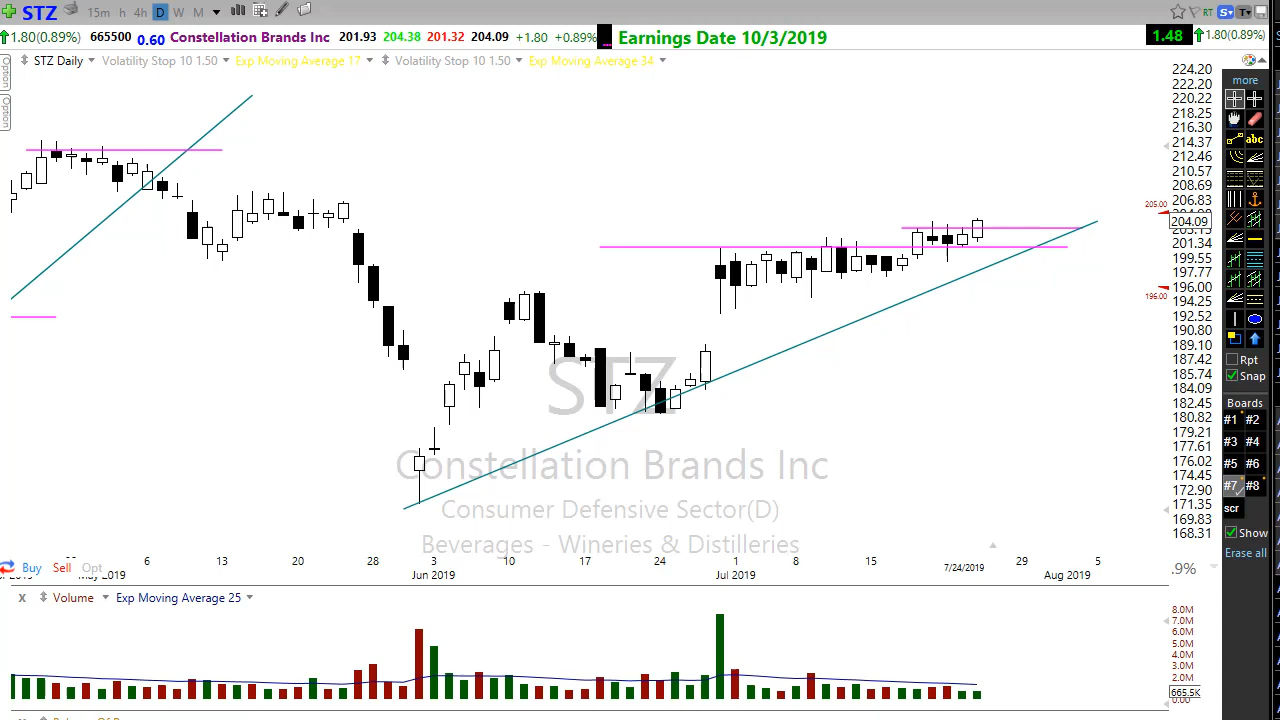 STZ 15m h 4h D W M RT S T
1.80(0.89%) 665500 0.60 Constellation Brands Inc 201.93 204.38 201.32 204.09 +1.80 +0.89% Earnings Date 10/3/2019 1.48 1.80(0.89%)
STZ Daily Volatility Stop 10 1.50 Exp Moving Average 17 Volatility Stop 10 1.50 Exp Moving Average 34
Option
Option
224.20
222.20
220.22
218.25
216.30
214.37
212.46
210.57
208.69
206.83
205.00
204.09
201.34
199.55
197.77
196.00
196.00
194.25
192.52
190.80
189.10
187.42
185.74
184.09
182.45
180.82
179.21
177.61
176.02
174.45
172.90
171.35
169.83
168.31
more
abc
Rpt
Snap
Boards
#1 #2
#3 #4
#5 #6
#7 #8
scr
Show
Erase all
STZ
Constellation Brands Inc
Consumer Defensive Sector(D)
Beverages - Wineries & Distilleries
6 13 20 28 3 10 17 24 1 8 15 7/24/2019 29 5
May 2019 Jun 2019 Jul 2019 Aug 2019
Buy Sell Opt .9%
X Volume Exp Moving Average 25
8.0M
7.0M
6.0M
5.0M
4.0M
3.0M
2.0M
665.5K
0.00